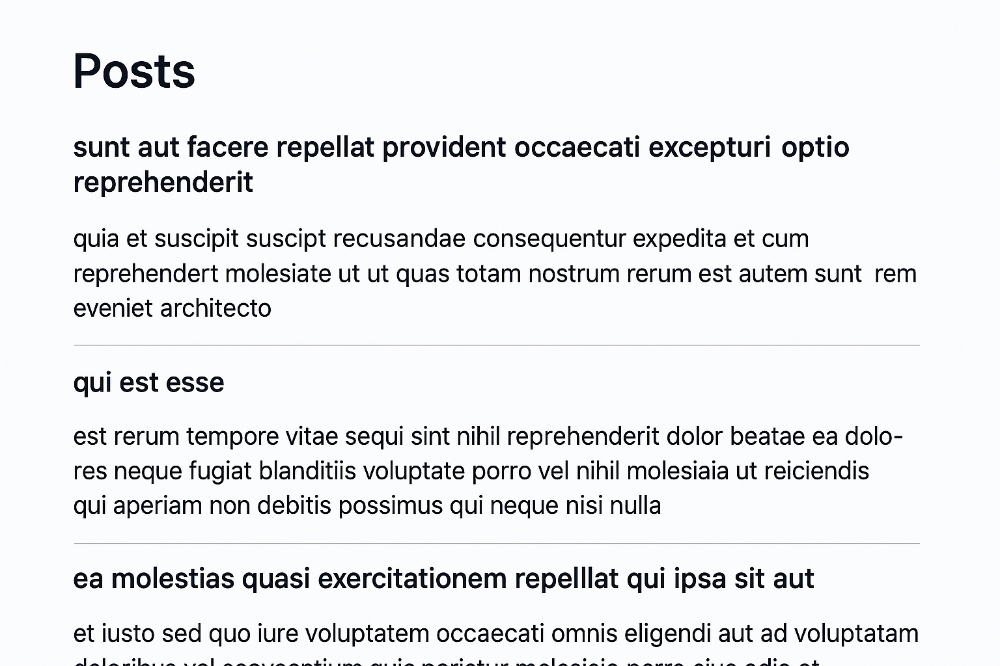 Posts
sunt aut facere repellat provident occaecati excepturi optio
reprehenderit
quia et suscipit suscipt recusandae consequentur expedita et cum
reprehendert molesiate ut ut quas totam nostrum rerum est autem sunt rem
eveniet architecto
qui est esse
est rerum tempore vitae sequi sint nihil reprehenderit dolor beatae ea dolo-
res neque fugiat blanditiis voluptate porro vel nihil molesiaia ut reiciendis
qui aperiam non debitis possimus qui neque nisi nulla
ea molestias quasi exercitationem repelllat qui ipsa sit aut
et iusto sed quo iure voluptatem occaecati omnis eligendi aut ad voluptatam